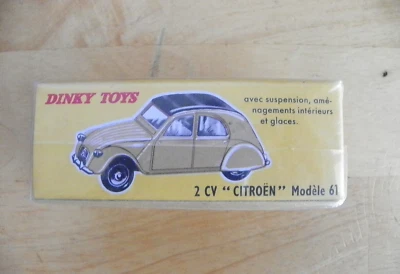 DINKY TOYS
avec suspension, amé-
nagements intérieurs
et glaces.
2 CV " CITROËN " Modèle 61